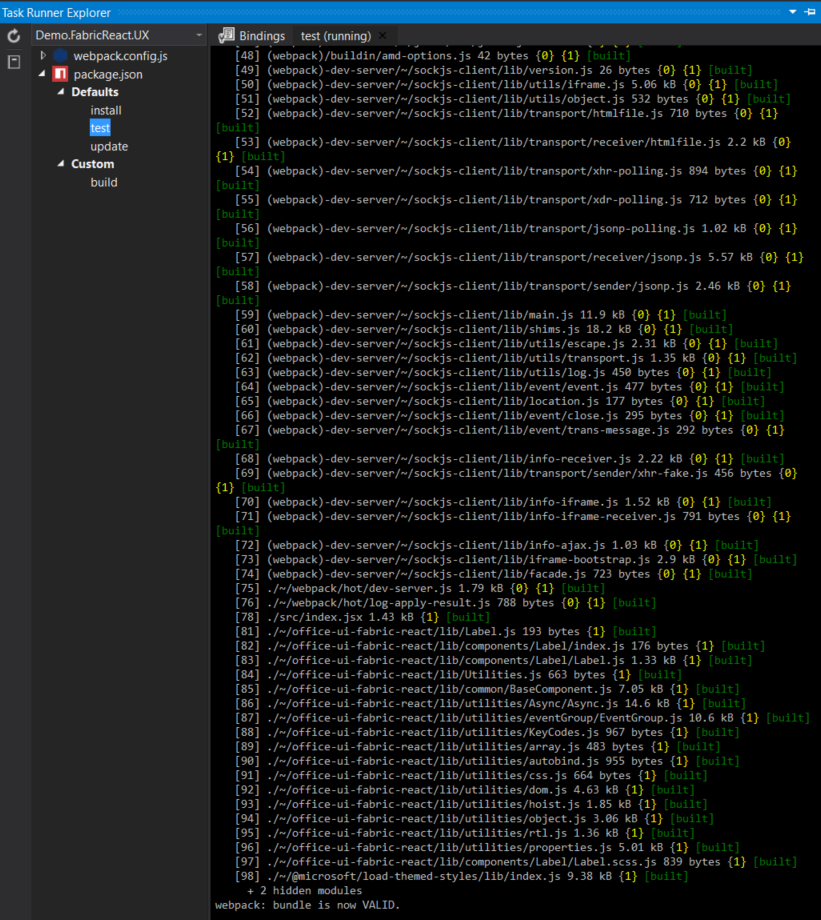 Task Runner Explorer
Demo.FabricReact.UX
webpack.config.js
package.json
Defaults
install
test
update
Custom
build
Bindings test (running)
[48] (webpack)/buildin/amd-options.js 42 bytes {0} {1} [built]
[49] (webpack)-dev-server/~/sockjs-client/lib/version.js 26 bytes {0} {1} [built]
[50] (webpack)-dev-server/~/sockjs-client/lib/utils/iframe.js 5.06 kB {0} {1} [built]
[51] (webpack)-dev-server/~/sockjs-client/lib/utils/object.js 532 bytes {0} {1} [built]
[52] (webpack)-dev-server/~/sockjs-client/lib/transport/htmlfile.js 710 bytes {0} {1}
[built]
[53] (webpack)-dev-server/~/sockjs-client/lib/transport/receiver/htmlfile.js 2.2 kB {0}
{1} [built]
[54] (webpack)-dev-server/~/sockjs-client/lib/transport/xhr-polling.js 894 bytes {0} {1}
[built]
[55] (webpack)-dev-server/~/sockjs-client/lib/transport/xdr-polling.js 712 bytes {0} {1}
[built]
[56] (webpack)-dev-server/~/sockjs-client/lib/transport/jsonp-polling.js 1.02 kB {0} {1}
[built]
[57] (webpack)-dev-server/~/sockjs-client/lib/transport/receiver/jsonp.js 5.57 kB {0} {1}
[built]
[58] (webpack)-dev-server/~/sockjs-client/lib/transport/sender/jsonp.js 2.46 kB {0} {1}
[built]
[59] (webpack)-dev-server/~/sockjs-client/lib/main.js 11.9 kB {0} {1} [built]
[60] (webpack)-dev-server/~/sockjs-client/lib/shims.js 18.2 kB {0} {1} [built]
[61] (webpack)-dev-server/~/sockjs-client/lib/utils/escape.js 2.31 kB {0} {1} [built]
[62] (webpack)-dev-server/~/sockjs-client/lib/utils/transport.js 1.35 kB {0} {1} [built]
[63] (webpack)-dev-server/~/sockjs-client/lib/utils/log.js 450 bytes {0} {1} [built]
[64] (webpack)-dev-server/~/sockjs-client/lib/event/event.js 477 bytes {0} {1} [built]
[65] (webpack)-dev-server/~/sockjs-client/lib/location.js 177 bytes {0} {1} [built]
[66] (webpack)-dev-server/~/sockjs-client/lib/event/close.js 295 bytes {0} {1} [built]
[67] (webpack)-dev-server/~/sockjs-client/lib/event/trans-message.js 292 bytes {0} {1}
[built]
[68] (webpack)-dev-server/~/sockjs-client/lib/info-receiver.js 2.22 kB {0} {1} [built]
[69] (webpack)-dev-server/~/sockjs-client/lib/transport/sender/xhr-fake.js 456 bytes {0}
{1} [built]
[70] (webpack)-dev-server/~/sockjs-client/lib/info-iframe.js 1.52 kB {0} {1} [built]
[71] (webpack)-dev-server/~/sockjs-client/lib/info-iframe-receiver.js 791 bytes {0} {1}
[built]
[72] (webpack)-dev-server/~/sockjs-client/lib/info-ajax.js 1.03 kB {0} {1} [built]
[73] (webpack)-dev-server/~/sockjs-client/lib/iframe-bootstrap.js 2.9 kB {0} {1} [built]
[74] (webpack)-dev-server/~/sockjs-client/lib/facade.js 723 bytes {0} {1} [built]
[75] ./~/webpack/hot/dev-server.js 1.79 kB {0} {1} [built]
[76] ./~/webpack/hot/log-apply-result.js 788 bytes {0} {1} [built]
[78] ./src/index.jsx 1.43 kB {1} [built]
[81] ./~/office-ui-fabric-react/lib/Label.js 193 bytes {1} [built]
[82] ./~/office-ui-fabric-react/lib/components/Label/index.js 176 bytes {1} [built]
[83] ./~/office-ui-fabric-react/lib/components/Label/Label.js 1.33 kB {1} [built]
[84] ./~/office-ui-fabric-react/lib/Utilities.js 663 bytes {1} [built]
[85] ./~/office-ui-fabric-react/lib/common/BaseComponent.js 7.05 kB {1} [built]
[86] ./~/office-ui-fabric-react/lib/utilities/Async/Async.js 14.6 kB {1} [built]
[87] ./~/office-ui-fabric-react/lib/utilities/eventGroup/EventGroup.js 10.6 kB {1} [built]
[88] ./~/office-ui-fabric-react/lib/utilities/KeyCodes.js 967 bytes {1} [built]
[89] ./~/office-ui-fabric-react/lib/utilities/array.js 483 bytes {1} [built]
[90] ./~/office-ui-fabric-react/lib/utilities/autobind.js 955 bytes {1} [built]
[91] ./~/office-ui-fabric-react/lib/utilities/css.js 664 bytes {1} [built]
[92] ./~/office-ui-fabric-react/lib/utilities/dom.js 4.63 kB {1} [built]
[93] ./~/office-ui-fabric-react/lib/utilities/hoist.js 1.85 kB {1} [built]
[94] ./~/office-ui-fabric-react/lib/utilities/object.js 3.06 kB {1} [built]
[95] ./~/office-ui-fabric-react/lib/utilities/rtl.js 1.36 kB {1} [built]
[96] ./~/office-ui-fabric-react/lib/utilities/properties.js 5.01 kB {1} [built]
[97] ./~/office-ui-fabric-react/lib/components/Label/Label.scss.js 839 bytes {1} [built]
[98] ./~/@microsoft/load-themed-styles/lib/index.js 9.38 kB {1} [built]
+ 2 hidden modules
webpack: bundle is now VALID.